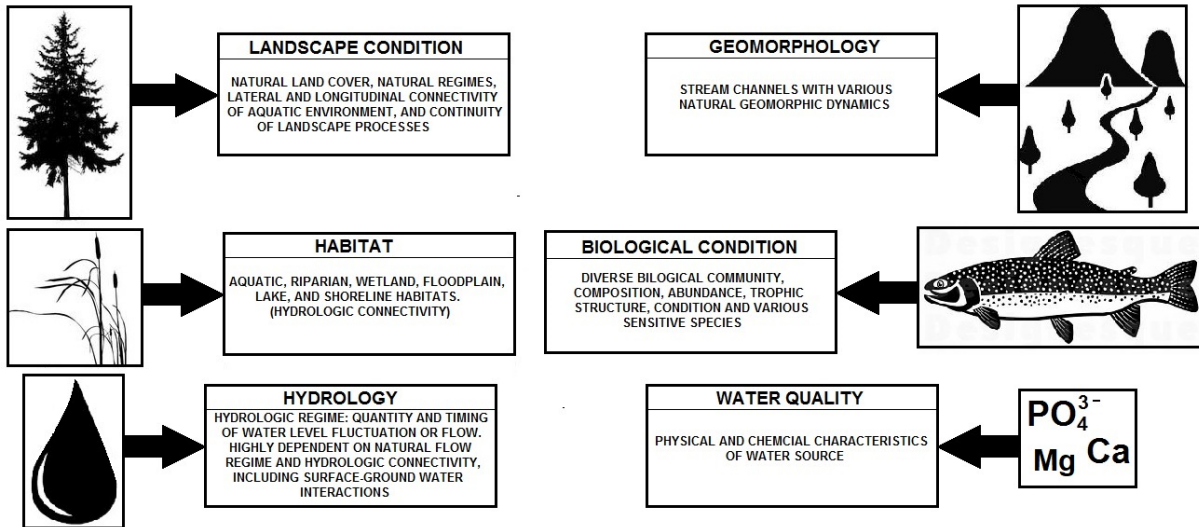 LANDSCAPE CONDITION
NATURAL LAND COVER, NATURAL REGIMES,
LATERAL AND LONGITUDINAL CONNECTIVITY
OF AQUATIC ENVIRONMENT, AND CONTINUITY
OF LANDSCAPE PROCESSES
GEOMORPHOLOGY
STREAM CHANNELS WITH VARIOUS
NATURAL GEOMORPHIC DYNAMICS
HABITAT
AQUATIC, RIPARIAN, WETLAND, FLOODPLAIN,
LAKE, AND SHORELINE HABITATS.
(HYDROLOGIC CONNECTIVITY)
BIOLOGICAL CONDITION
DIVERSE BILOGICAL COMMUNITY,
COMPOSITION, ABUNDANCE, TROPHIC
STRUCTURE, CONDITION AND VARIOUS
SENSITIVE SPECIES
Designesque
Designesque
HYDROLOGY
HYDROLOGIC REGIME: QUANTITY AND TIMING
OF WATER LEVEL FLUCTUATION OR FLOW.
HIGHLY DEPENDENT ON NATURAL FLOW
REGIME AND HYDROLOGIC CONNECTIVITY,
INCLUDING SURFACE-GROUND WATER
INTERACTIONS
WATER QUALITY
PHYSICAL AND CHEMCIAL CHARACTERISTICS
OF WATER SOURCE
PO₄³⁻
Mg Ca